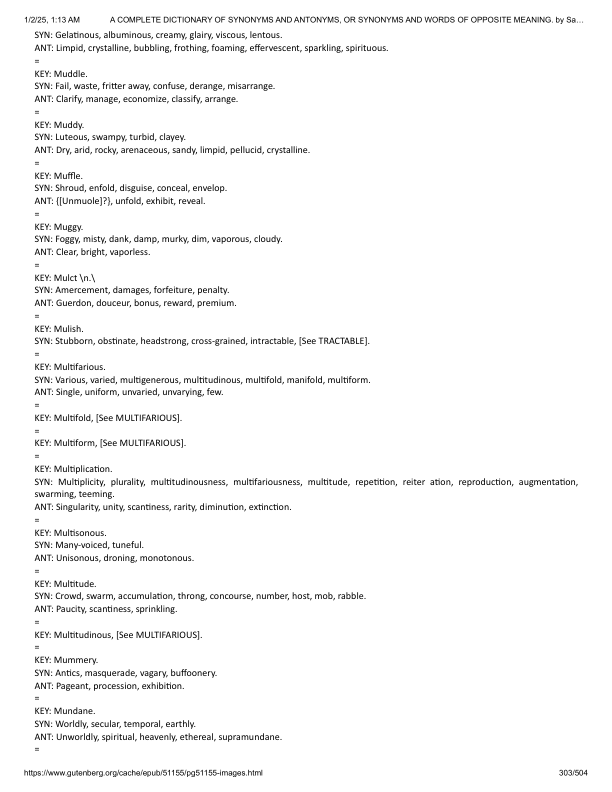 1/2/25, 1:13 AM A COMPLETE DICTIONARY OF SYNONYMS AND ANTONYMS, OR SYNONYMS AND WORDS OF OPPOSITE MEANING. by Sa…
SYN: Gelatinous, albuminous, creamy, glairy, viscous, lentous.
ANT: Limpid, crystalline, bubbling, frothing, foaming, effervescent, sparkling, spirituous.
=
KEY: Muddle.
SYN: Fail, waste, fritter away, confuse, derange, misarrange.
ANT: Clarify, manage, economize, classify, arrange.
=
KEY: Muddy.
SYN: Luteous, swampy, turbid, clayey.
ANT: Dry, arid, rocky, arenaceous, sandy, limpid, pellucid, crystalline.
=
KEY: Muffle.
SYN: Shroud, enfold, disguise, conceal, envelop.
ANT: {[Unmuole]?}, unfold, exhibit, reveal.
=
KEY: Muggy.
SYN: Foggy, misty, dank, damp, murky, dim, vaporous, cloudy.
ANT: Clear, bright, vaporless.
=
KEY: Mulct \n.\
SYN: Amercement, damages, forfeiture, penalty.
ANT: Guerdon, douceur, bonus, reward, premium.
=
KEY: Mulish.
SYN: Stubborn, obstinate, headstrong, cross-grained, intractable, [See TRACTABLE].
=
KEY: Multifarious.
SYN: Various, varied, multigenerous, multitudinous, multifold, manifold, multiform.
ANT: Single, uniform, unvaried, unvarying, few.
=
KEY: Multifold, [See MULTIFARIOUS].
=
KEY: Multiform, [See MULTIFARIOUS].
=
KEY: Multiplication.
SYN: Multiplicity, plurality, multitudinousness, multifariousness, multitude, repetition, reiter ation, reproduction, augmentation,
swarming, teeming.
ANT: Singularity, unity, scantiness, rarity, diminution, extinction.
=
KEY: Multisonous.
SYN: Many-voiced, tuneful.
ANT: Unisonous, droning, monotonous.
=
KEY: Multitude.
SYN: Crowd, swarm, accumulation, throng, concourse, number, host, mob, rabble.
ANT: Paucity, scantiness, sprinkling.
=
KEY: Multitudinous, [See MULTIFARIOUS].
=
KEY: Mummery.
SYN: Antics, masquerade, vagary, buffoonery.
ANT: Pageant, procession, exhibition.
=
KEY: Mundane.
SYN: Worldly, secular, temporal, earthly.
ANT: Unworldly, spiritual, heavenly, ethereal, supramundane.
=
https://www.gutenberg.org/cache/epub/51155/pg51155-images.html 303/504